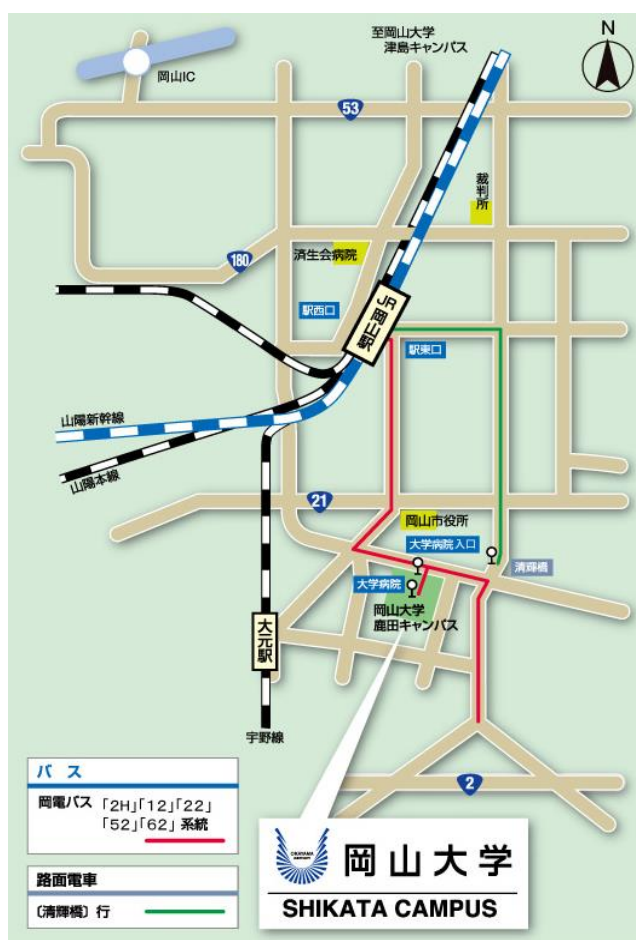 至岡山大学
津島キャンパス
N
岡山IC
53
裁判所
済生会病院
180
駅西口
JR岡山駅
駅東口
山陽新幹線
山陽本線
21
岡山市役所
大学病院入口
清輝橋
大学病院
岡山大学
鹿田キャンパス
大元駅
宇野線
2
バス
岡電バス 「2H」「12」「22」
「52」「62」系統
路面電車
〔清輝橋〕行
岡山大学
SHIKATA CAMPUS